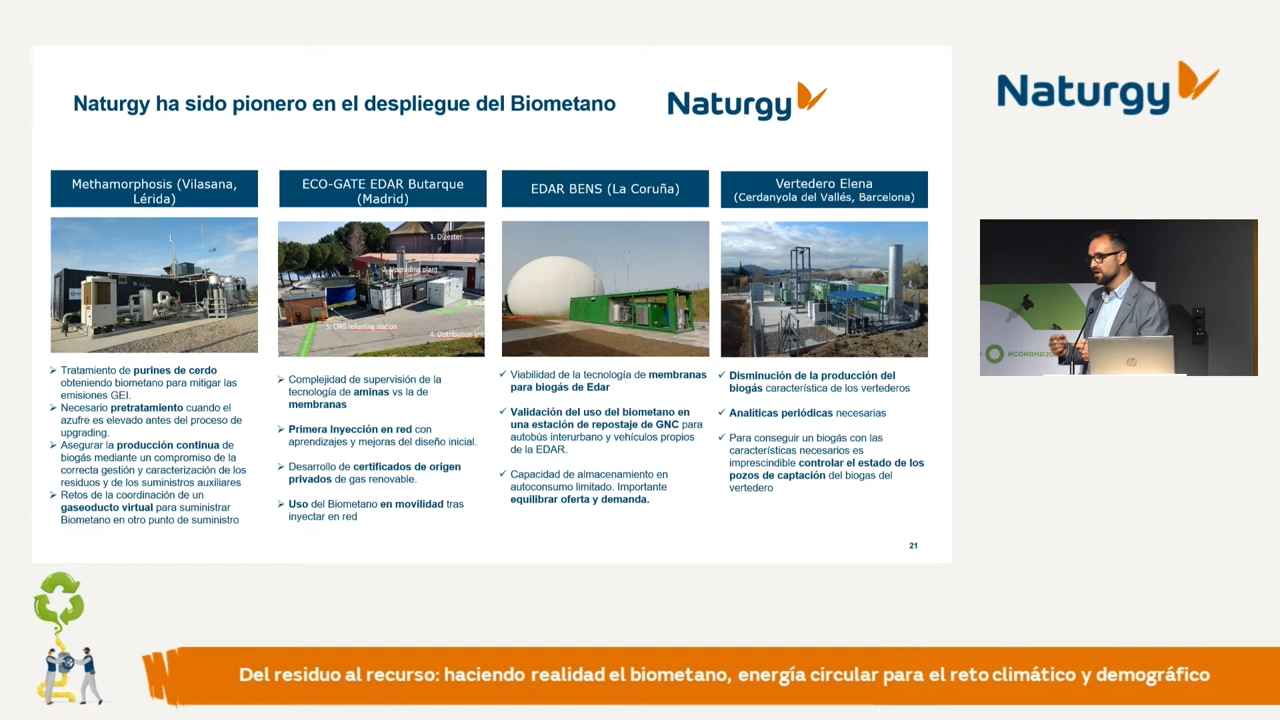 Naturgy ha sido pionero en el despliegue del Biometano
Naturgy
Naturgy
Methamorphosis (Vilasana,
Lérida)
Tratamiento de purines de cerdo
obteniendo biometano para mitigar las
emisiones GEI.
Necesario pretratamiento cuando el
azufre es elevado antes del proceso de
upgrading.
Asegurar la producción continua de
biogás mediante un compromiso de la
correcta gestión y caracterización de los
residuos y de los suministros auxiliares
Retos de la coordinación de un
gaseoducto virtual para suministrar
Biometano en otro punto de suministro
ECO-GATE EDAR Butarque
(Madrid)
1. Digester
2. Upgrading plant
3. CNG refueling station
4. Distribution
Complejidad de supervisión de la
tecnología de aminas vs la de
membranas
Primera Inyección en red con
aprendizajes y mejoras del diseño inicial.
Desarrollo de certificados de origen
privados de gas renovable.
Uso del Biometano en movilidad tras
inyectar en red
EDAR BENS (La Coruña)
Viabilidad de la tecnología de membranas
para biogás de Edar
Validación del uso del biometano en
una estación de repostaje de GNC para
autobús interurbano y vehículos propios
de la EDAR.
Capacidad de almacenamiento en
autoconsumo limitado. Importante
equilibrar oferta y demanda.
Vertedero Elena
(Cerdanyola del Vallés, Barcelona)
Disminución de la producción del
biogás característica de los vertederos
Analíticas periódicas necesarias
Para conseguir un biogás con las
características necesarios es
imprescindible controlar el estado de los
pozos de captación del biogas del
vertedero
21
#CONAMA20
hp
Del residuo al recurso: haciendo realidad el biometano, energía circular para el reto climático y demográfico